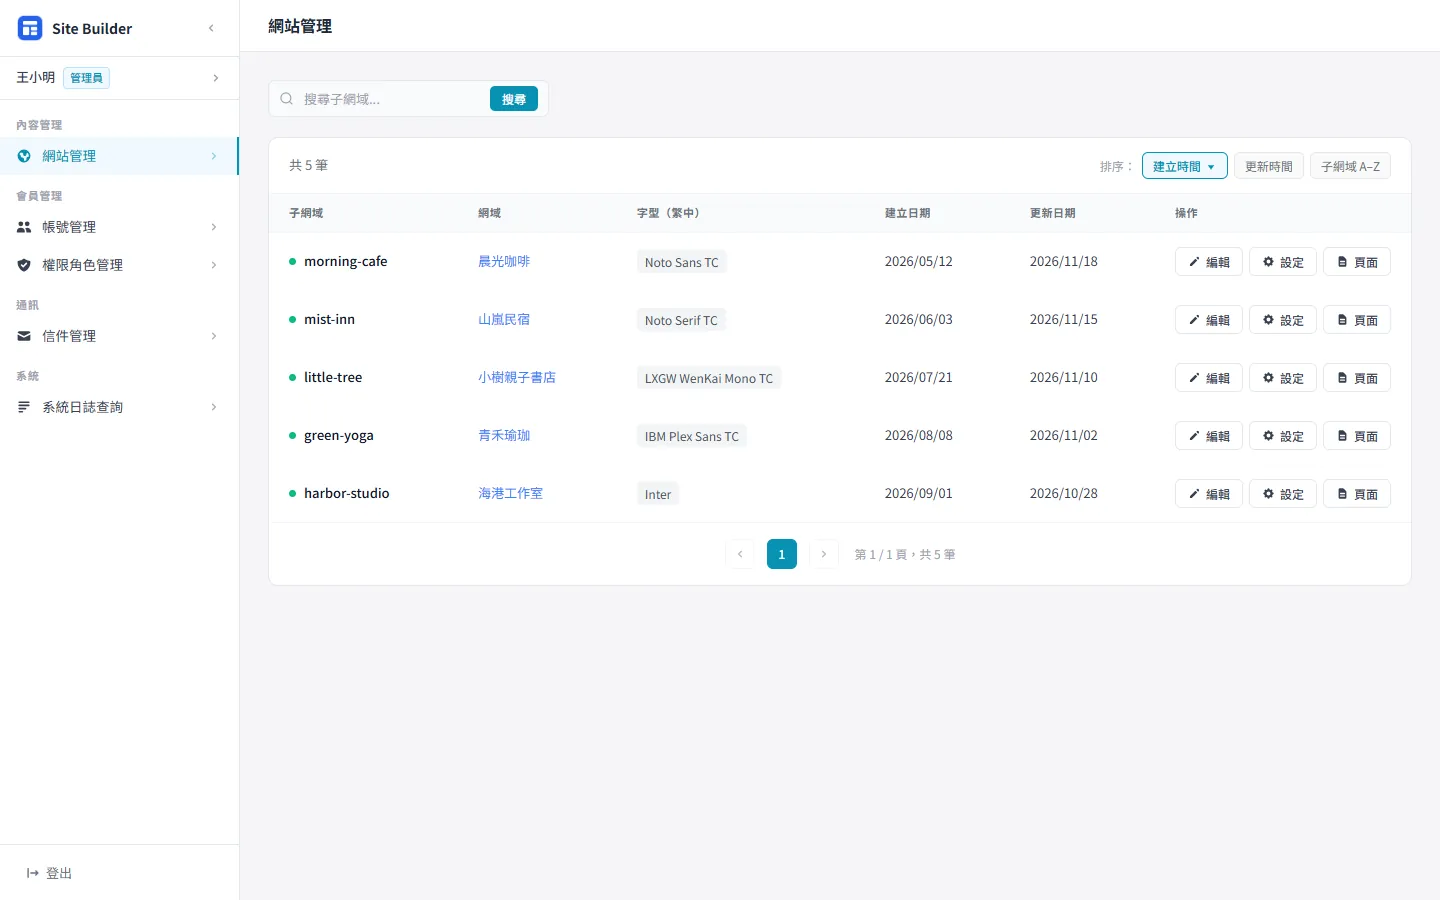 Site Builder
王小明 管理員
內容管理
網站管理
會員管理
帳號管理
權限角色管理
通訊
信件管理
系統
系統日誌查詢
登出
網站管理
搜尋子網域... 搜尋
共 5 筆 排序： 建立時間 更新時間 子網域 A–Z
子網域 網域 字型（繁中） 建立日期 更新日期 操作
morning-cafe 晨光咖啡 Noto Sans TC 2026/05/12 2026/11/18 編輯 設定 頁面
mist-inn 山嵐民宿 Noto Serif TC 2026/06/03 2026/11/15 編輯 設定 頁面
little-tree 小樹親子書店 LXGW WenKai Mono TC 2026/07/21 2026/11/10 編輯 設定 頁面
green-yoga 青禾瑜珈 IBM Plex Sans TC 2026/08/08 2026/11/02 編輯 設定 頁面
harbor-studio 海港工作室 Inter 2026/09/01 2026/10/28 編輯 設定 頁面
1 第 1 / 1 頁，共 5 筆